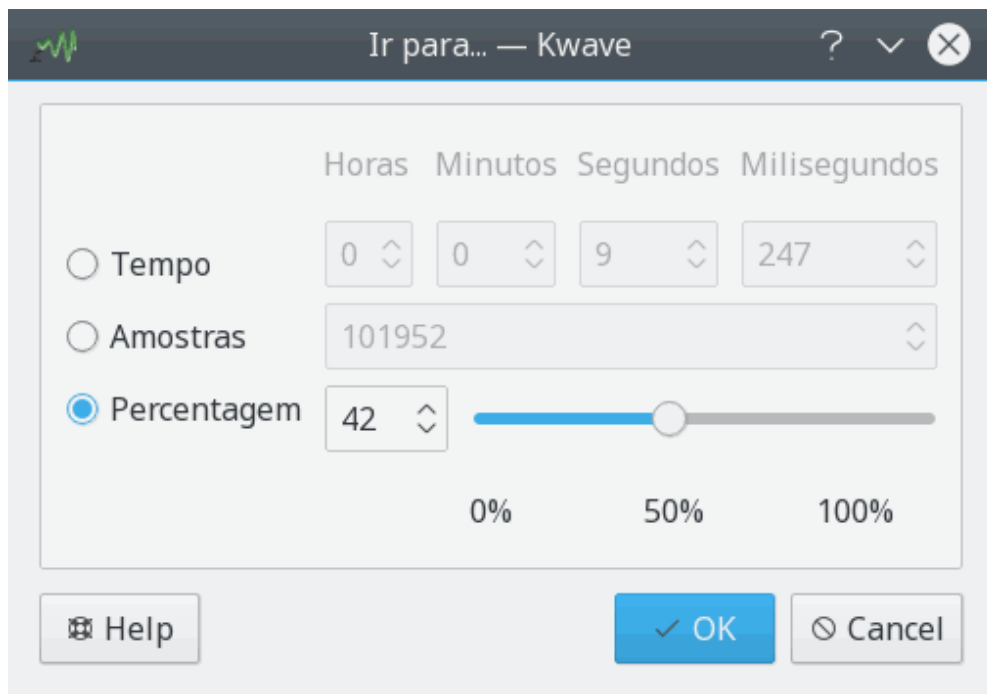 Ir para... — Kwave
Horas Minutos Segundos Milisegundos
Tempo 0 0 9 247
Amostras 101952
Percentagem 42
0% 50% 100%
Help OK Cancel